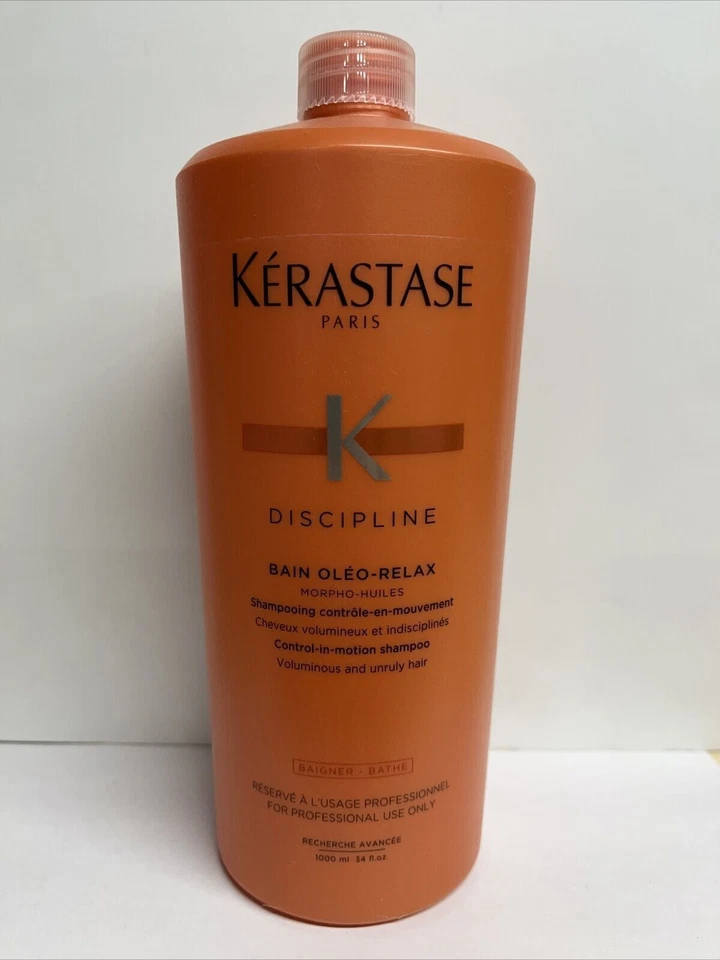 KÉRASTASE
PARIS
K
DISCIPLINE
BAIN OLÉO-RELAX
MORPHO-HUILES
Shampooing contrôle-en-mouvement
Cheveux volumineux et indisciplinés
Control-in-motion shampoo
Voluminous and unruly hair
BAIGNER - BATHE
RÉSERVÉ À L'USAGE PROFESSIONNEL
FOR PROFESSIONAL USE ONLY
RECHERCHE AVANCÉE
1000 ml 34 fl.oz.